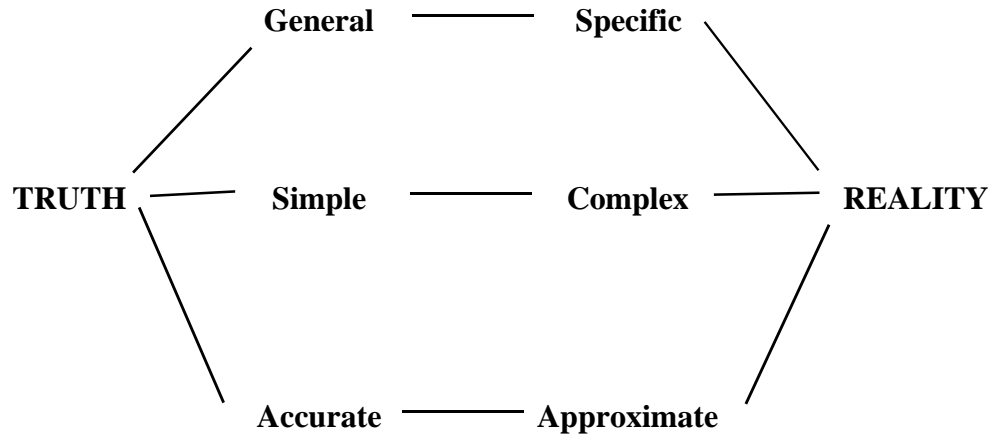 General Specific
TRUTH Simple Complex REALITY
Accurate Approximate